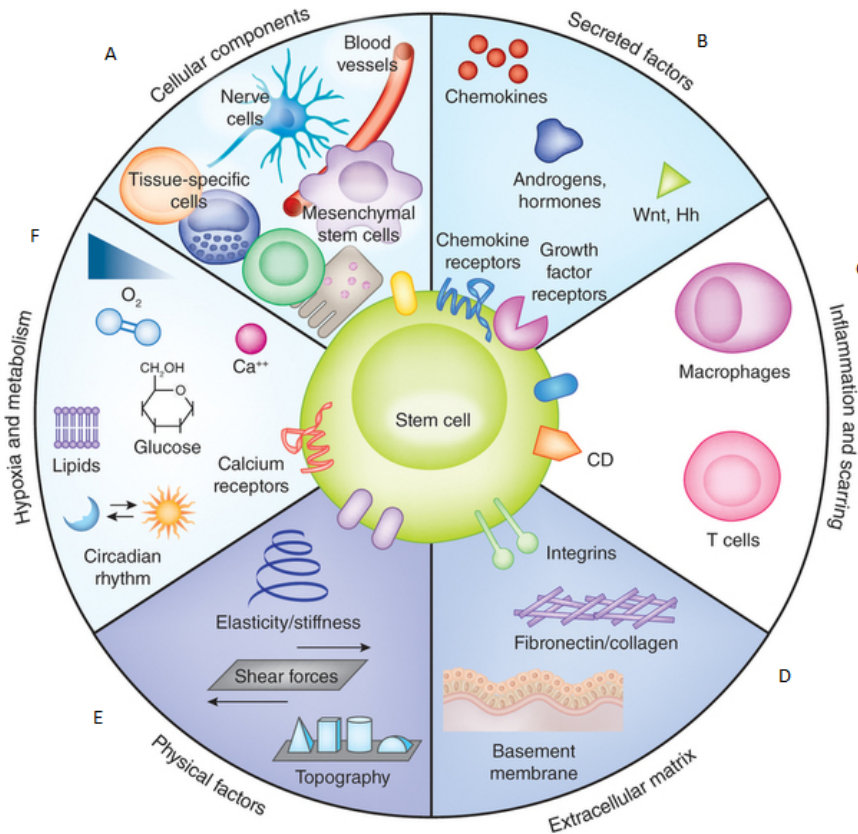 A
Cellular components
Blood
vessels
Nerve
cells
Tissue-specific
cells
Mesenchymal
stem cells
B
Secreted factors
Chemokines
Androgens,
hormones
Wnt, Hh
Chemokine
receptors
Growth
factor
receptors
Inflammation and scarring
Macrophages
T cells
CD
Stem cell
F
Hypoxia and metabolism
O2
Ca++
CH2OH
O
Glucose
Lipids
Calcium
receptors
Circadian
rhythm
Integrins
Fibronectin/collagen
D
Basement
membrane
Extracellular matrix
E
Elasticity/stiffness
Shear forces
Topography
Physical factors